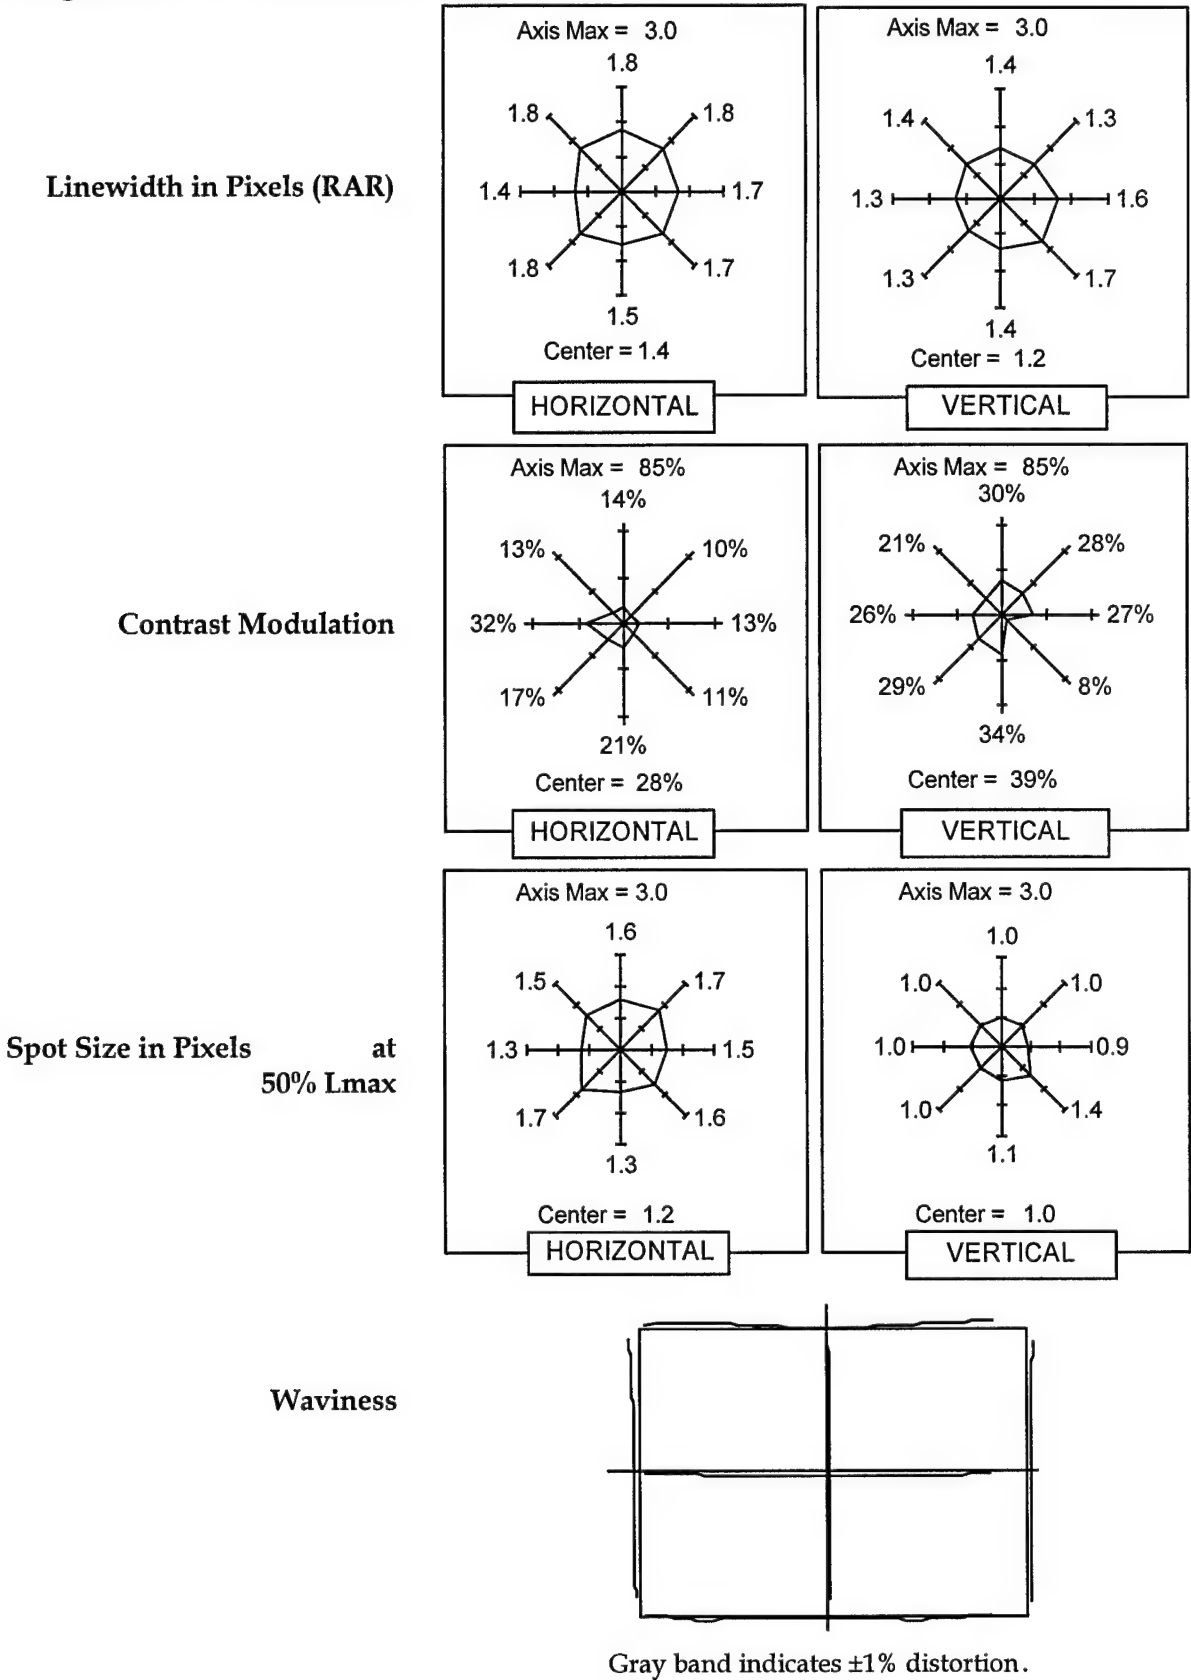 Linewidth in Pixels (RAR)
Axis Max = 3.0
1.8
1.8
1.8
1.4
1.7
1.8
1.7
1.5
Center = 1.4
HORIZONTAL
Axis Max = 3.0
1.4
1.4
1.3
1.3
1.6
1.3
1.7
1.4
Center = 1.2
VERTICAL
Contrast Modulation
Axis Max = 85%
14%
13%
10%
32%
13%
17%
11%
21%
Center = 28%
HORIZONTAL
Axis Max = 85%
30%
21%
28%
26%
27%
29%
8%
34%
Center = 39%
VERTICAL
Spot Size in Pixels at
50% Lmax
Axis Max = 3.0
1.6
1.5
1.7
1.3
1.5
1.7
1.6
1.3
Center = 1.2
HORIZONTAL
Axis Max = 3.0
1.0
1.0
1.0
1.0
0.9
1.0
1.4
1.1
Center = 1.0
VERTICAL
Waviness
Gray band indicates ±1% distortion.